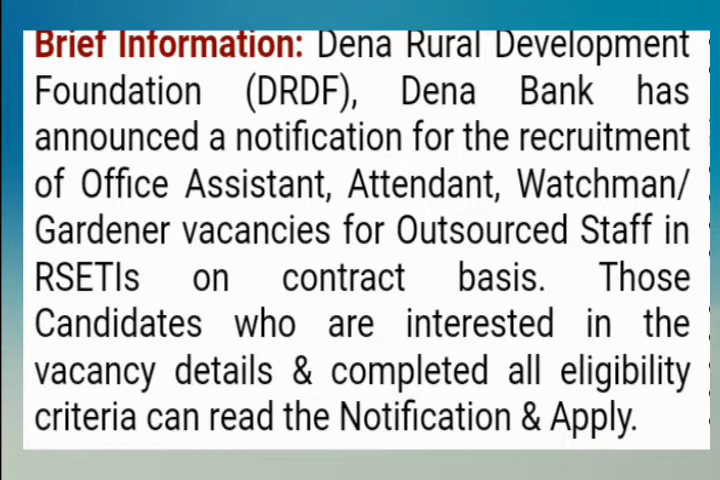 Brief Information: Dena Rural Development
Foundation (DRDF), Dena Bank has
announced a notification for the recruitment
of Office Assistant, Attendant, Watchman/
Gardener vacancies for Outsourced Staff in
RSETIs on contract basis. Those
Candidates who are interested in the
vacancy details & completed all eligibility
criteria can read the Notification & Apply.